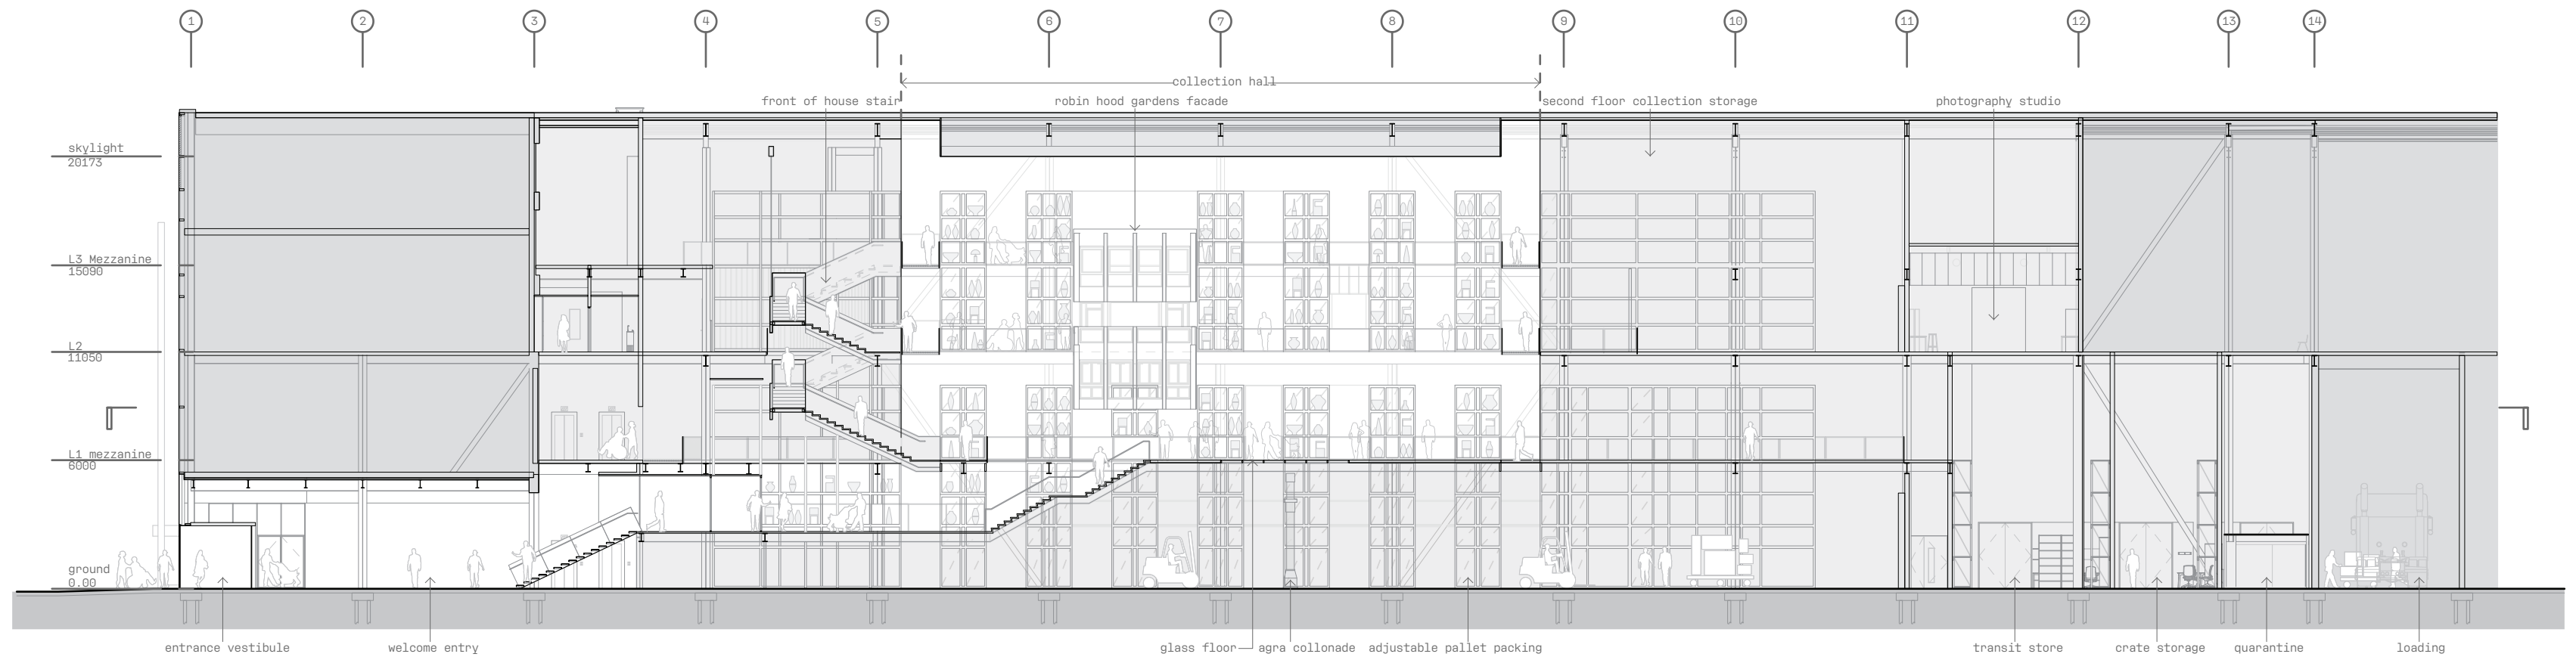 1 2 3 4 5 6 7 8 9 10 11 12 13 14
collection hall
front of house stair robin hood gardens facade second floor collection storage photography studio
skylight
20173
L3 Mezzanine
15090
L2
11050
L1 mezzanine
6000
ground
0.00
entrance vestibule welcome entry glass floor agra collonade adjustable pallet packing transit store crate storage quarantine loading